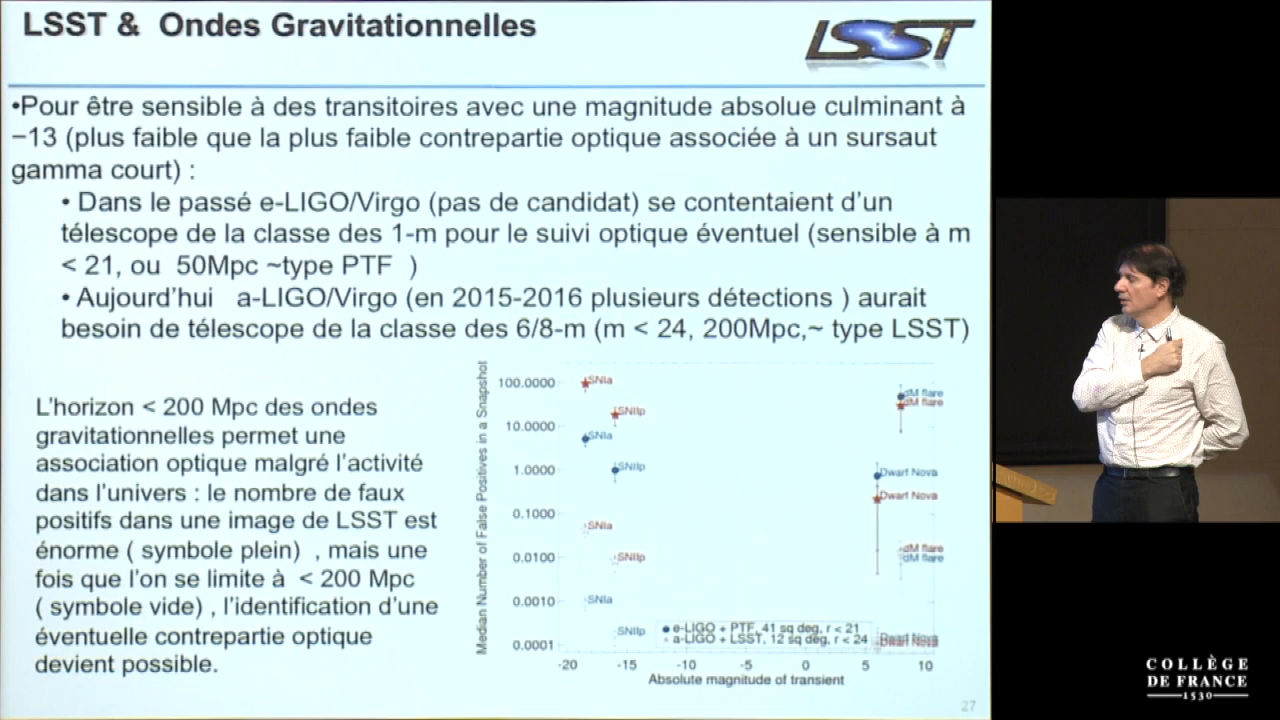 LSST & Ondes Gravitationnelles
LSST
•Pour être sensible à des transitoires avec une magnitude absolue culminant à
−13 (plus faible que la plus faible contrepartie optique associée à un sursaut
gamma court) :
• Dans le passé e-LIGO/Virgo (pas de candidat) se contentaient d'un
télescope de la classe des 1-m pour le suivi optique éventuel (sensible à m
< 21, ou 50Mpc ~type PTF )
• Aujourd'hui a-LIGO/Virgo (en 2015-2016 plusieurs détections ) aurait
besoin de télescope de la classe des 6/8-m (m < 24, 200Mpc,~ type LSST)
L'horizon < 200 Mpc des ondes
gravitationnelles permet une
association optique malgré l'activité
dans l'univers : le nombre de faux
positifs dans une image de LSST est
énorme ( symbole plein) , mais une
fois que l'on se limite à < 200 Mpc
( symbole vide) , l'identification d'une
éventuelle contrepartie optique
devient possible.
Median Number of False Positives in a Snapshot
100.0000
10.0000
1.0000
0.1000
0.0100
0.0010
0.0001
SNIa
SNIIp
SNIa
SNIIp
SNIa
SNIIp
SNIa
SNIIp
dM flare
dM flare
Dwarf Nova
Dwarf Nova
dM flare
dM flare
Dwarf Nova
Dwarf Nova
e-LIGO + PTF, 41 sq deg, r < 21
a-LIGO + LSST, 12 sq deg, r < 24
-20 -15 -10 -5 0 5 10
Absolute magnitude of transient
27
COLLÈGE
DE FRANCE
1530